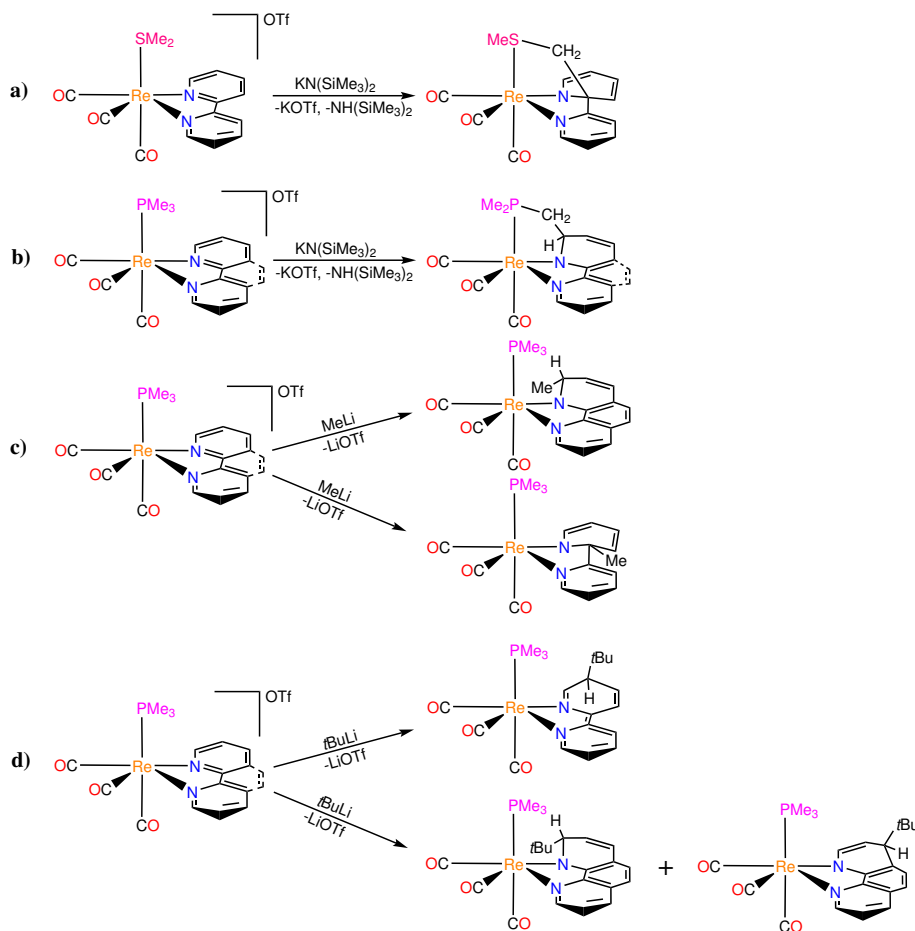 a)
SMe2
OTf
OC
Re
N
OC
N
CO
KN(SiMe3)2
-KOTf, -NH(SiMe3)2
MeS
CH2
OC
Re
N
OC
N
CO
b)
PMe3
OTf
OC
Re
N
OC
N
CO
KN(SiMe3)2
-KOTf, -NH(SiMe3)2
Me2P
CH2
H
OC
Re
N
OC
N
CO
c)
PMe3
OTf
OC
Re
N
OC
N
CO
MeLi
-LiOTf
MeLi
-LiOTf
PMe3
H
Me
OC
Re
N
OC
N
CO
PMe3
OC
Re
N
Me
OC
N
CO
d)
PMe3
OTf
OC
Re
N
OC
N
CO
tBuLi
-LiOTf
tBuLi
-LiOTf
PMe3
tBu
H
OC
Re
N
OC
N
CO
PMe3
H
tBu
OC
Re
N
OC
N
CO
+
PMe3
tBu
H
OC
Re
N
OC
N
CO